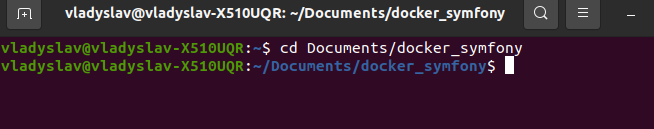 vladyslav@vladyslav-X510UQR: ~/Documents/docker_symfony
vladyslav@vladyslav-X510UQR:~$ cd Documents/docker_symfony
vladyslav@vladyslav-X510UQR:~/Documents/docker_symfony$